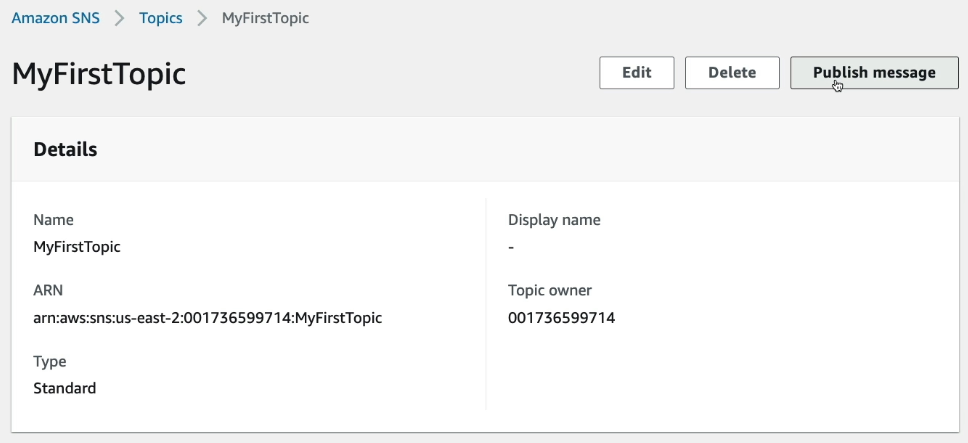 Amazon SNS > Topics > MyFirstTopic
MyFirstTopic
Edit
Delete
Publish message
Details
Name
MyFirstTopic
Display name
-
ARN
arn:aws:sns:us-east-2:001736599714:MyFirstTopic
Topic owner
001736599714
Type
Standard